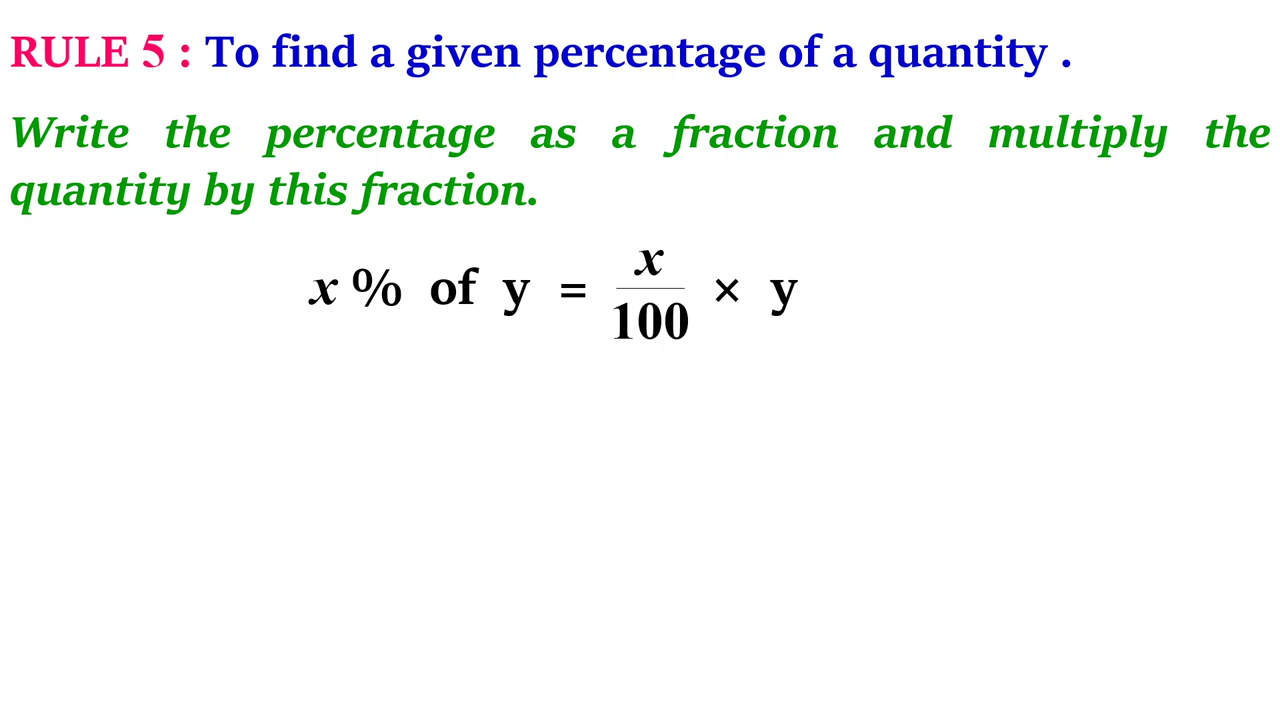 RULE 5 : To find a given percentage of a quantity .
Write the percentage as a fraction and multiply the
quantity by this fraction.
x % of y = x/100 × y